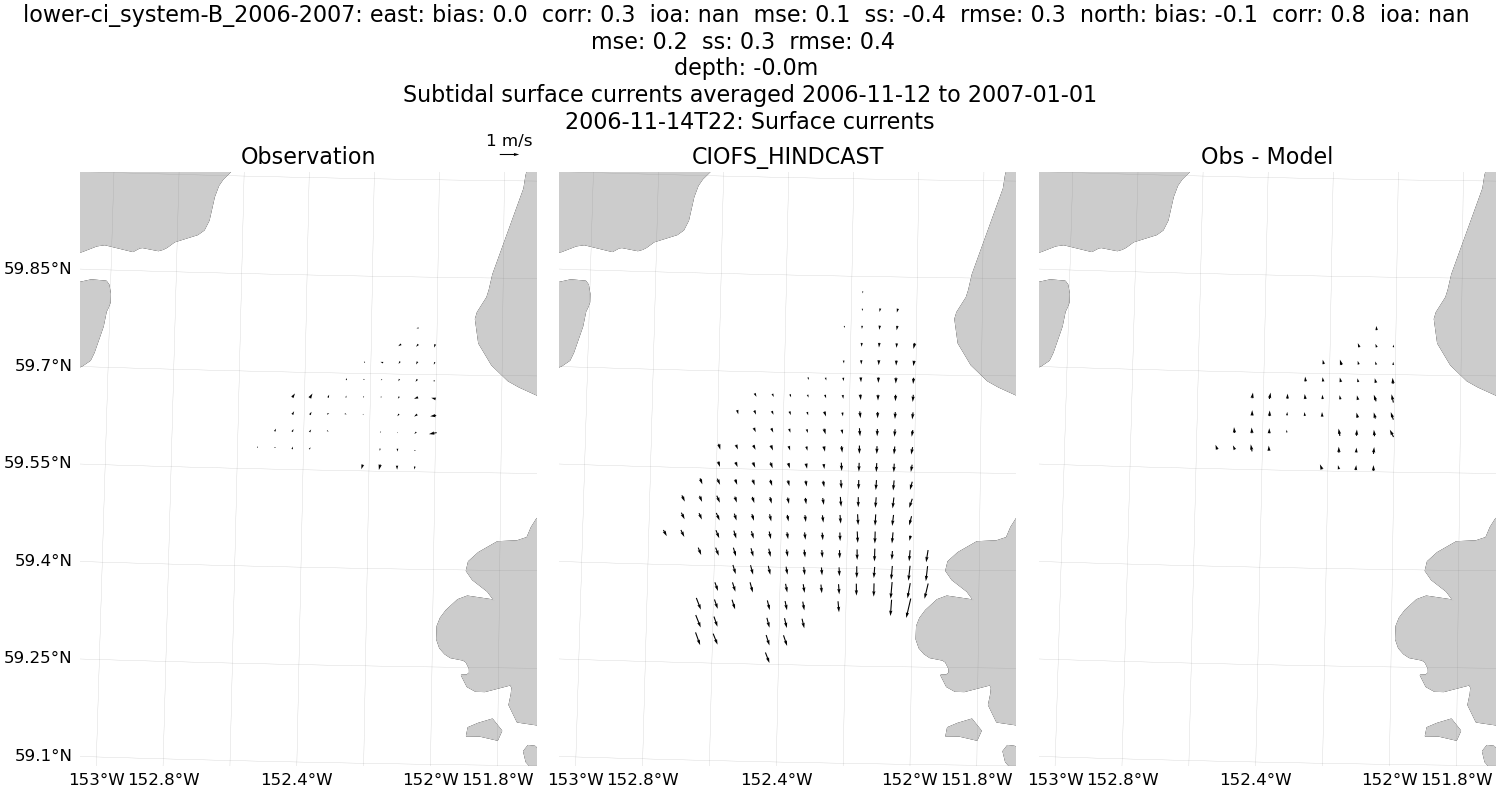 lower-ci_system-B_2006-2007: east: bias: 0.0 corr: 0.3 ioa: nan mse: 0.1 ss: -0.4 rmse: 0.3 north: bias: -0.1 corr: 0.8 ioa: nan
mse: 0.2 ss: 0.3 rmse: 0.4
depth: -0.0m
Subtidal surface currents averaged 2006-11-12 to 2007-01-01
2006-11-14T22: Surface currents
1 m/s
Observation
CIOFS_HINDCAST
Obs - Model
59.85°N
59.7°N
59.55°N
59.4°N
59.25°N
59.1°N
153°W 152.8°W 152.4°W 152°W 151.8°W
153°W 152.8°W 152.4°W 152°W 151.8°W
153°W 152.8°W 152.4°W 152°W 151.8°W